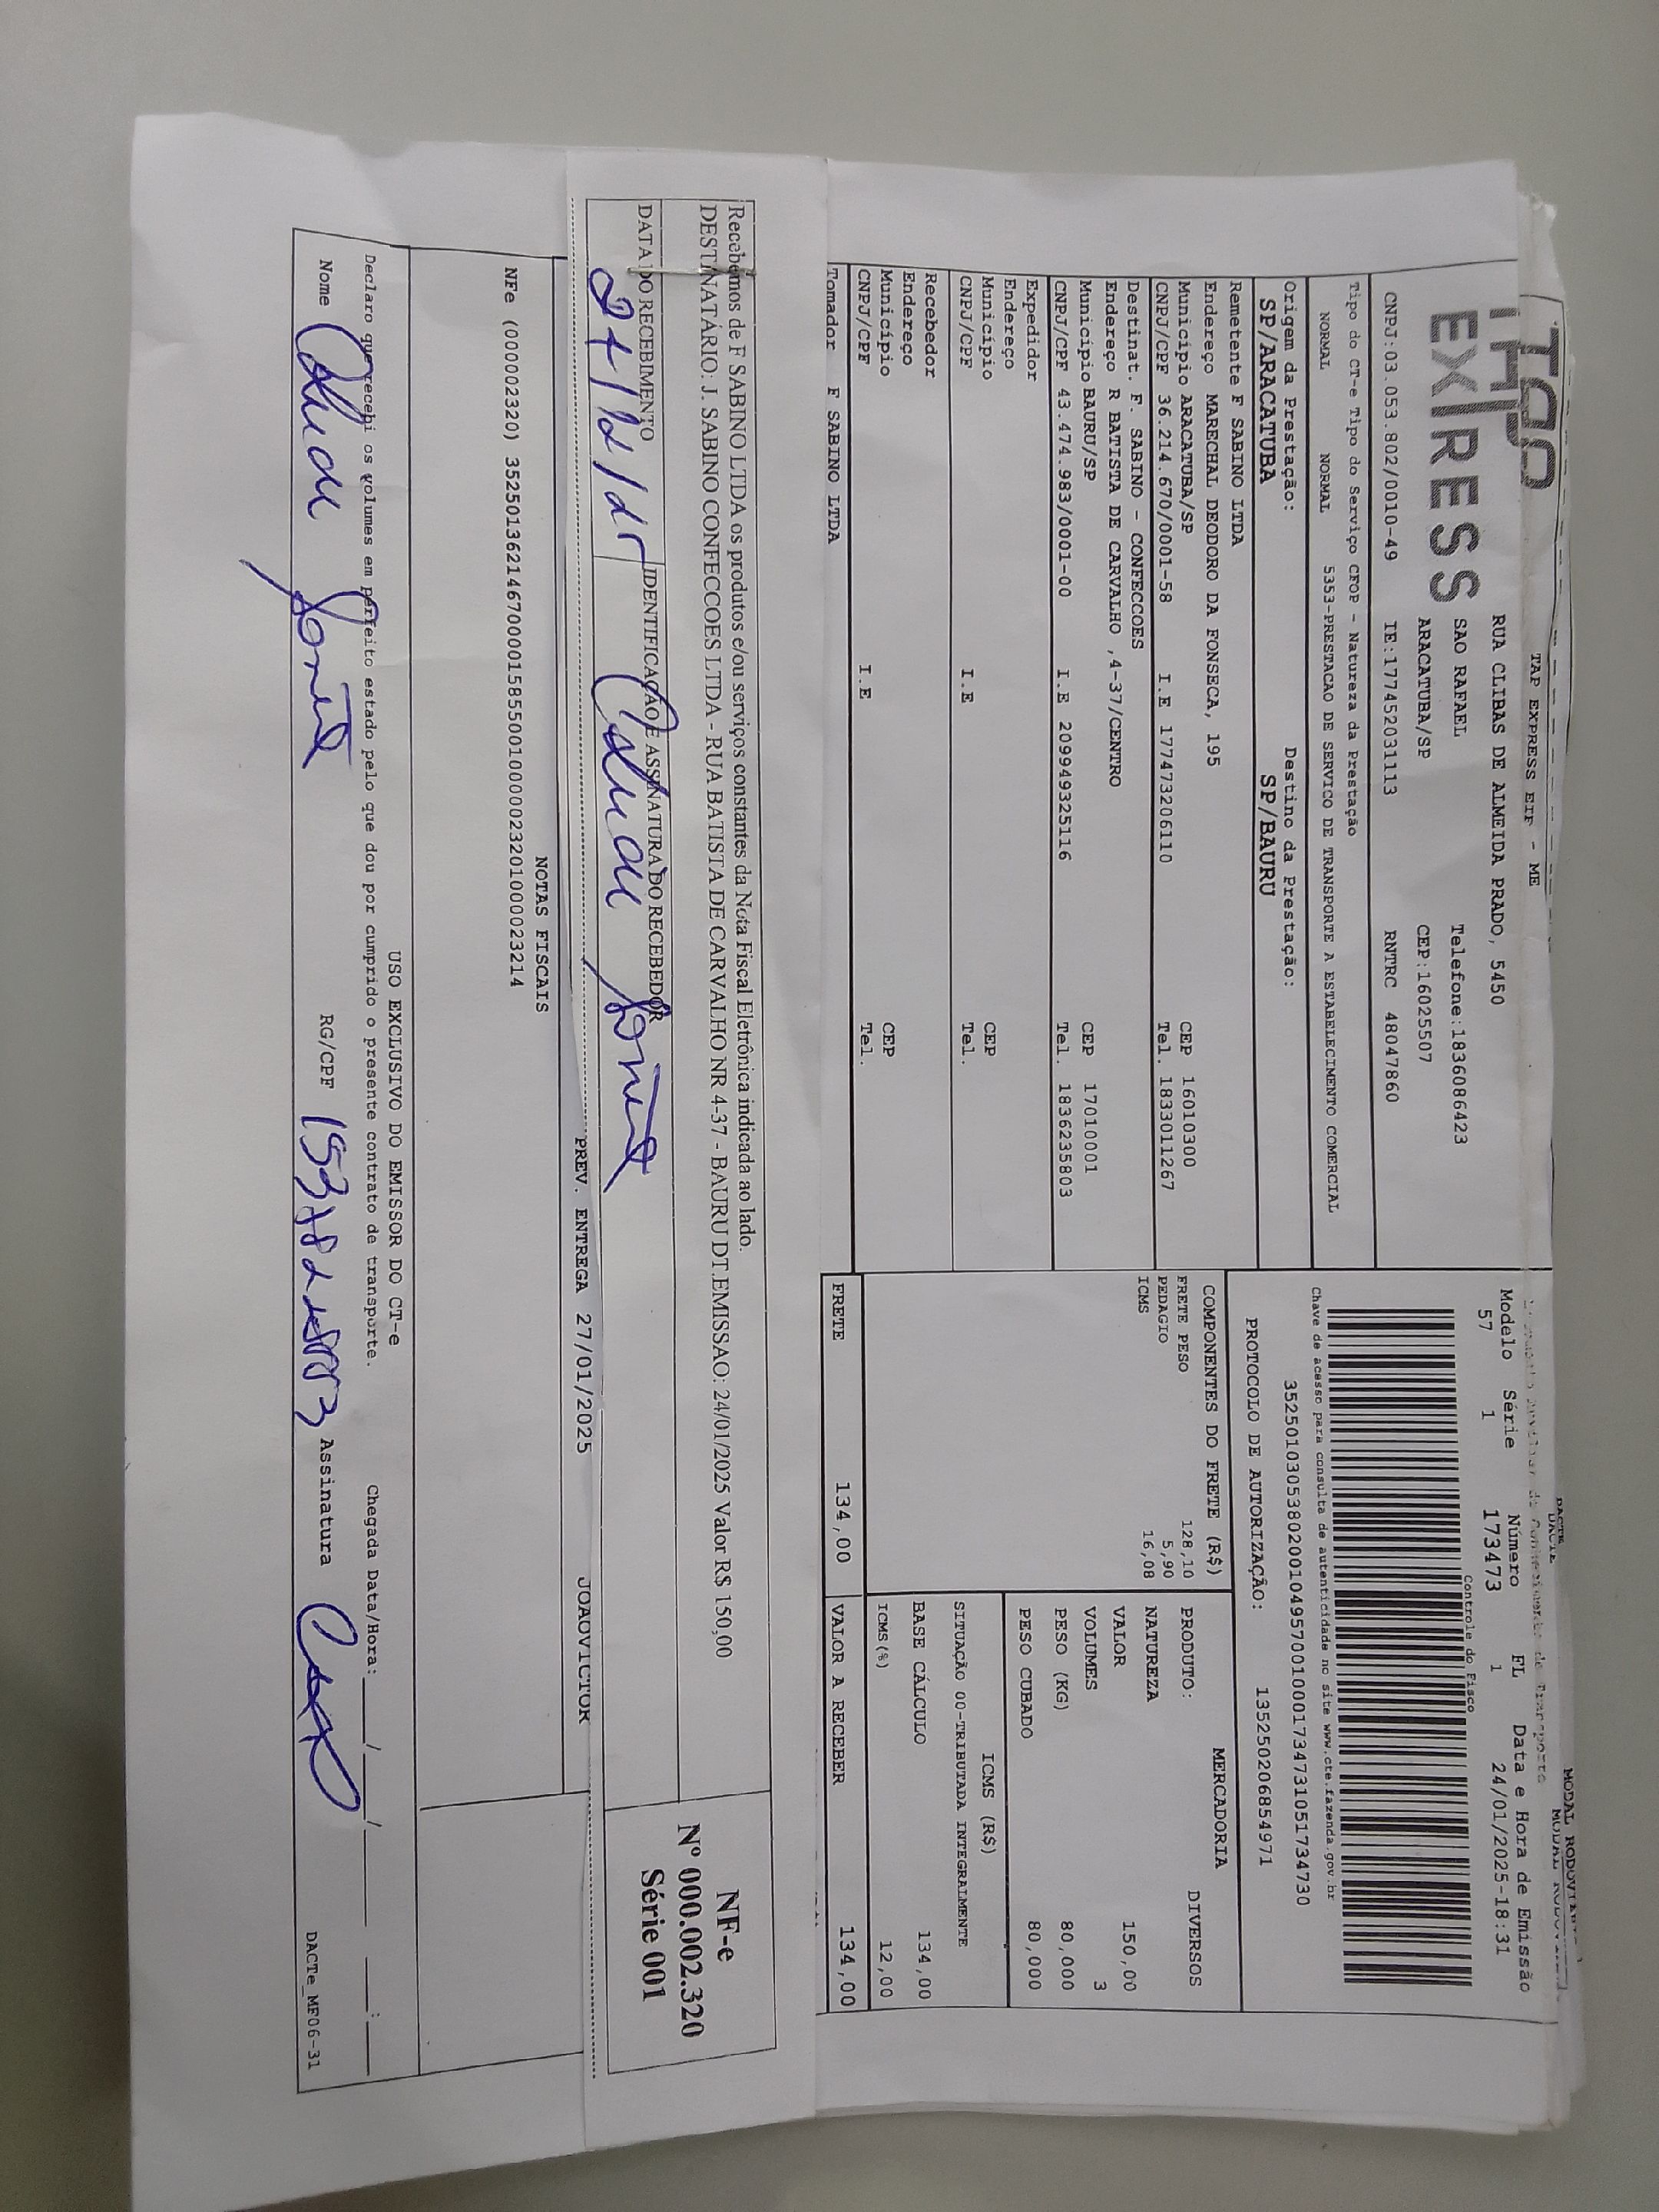 MODAL RODOVIARIO
DACTE
TAP EXPRESS EIF - ME
EXPRESS
RUA CLIBAS DE ALMEIDA PRADO, 5450
SAO RAFAEL Telefone:1836086423
ARACATUBA/SP CEP:16025507
CNPJ:03.053.802/0010-49 IE:177452031113 RNTRC 48047860
Modelo Série Número FL Data e Hora de Emissão
57 1 173473 1 24/01/2025-18:31
Controle do Fisco
Chave de acesso para consulta de autenticidade no site www.cte.fazenda.gov.br
35250103053802001049570010001734731051734730
PROTOCOLO DE AUTORIZAÇÃO: 135250206854971
Tipo do CT-e Tipo do Serviço CFOP - Natureza da Prestação
NORMAL NORMAL 5353-PRESTACAO DE SERVICO DE TRANSPORTE A ESTABELECIMENTO COMERCIAL
Origem da Prestação: Destino da Prestação:
SP/ARACATUBA SP/BAURU
Remetente F SABINO LTDA
Endereço MARECHAL DEODORO DA FONSECA, 195
Município ARACATUBA/SP CEP 16010300
CNPJ/CPF 36.214.670/0001-58 I.E 177473206110 Tel. 1833011267
Destinat. F. SABINO - CONFECCOES
Endereço R BATISTA DE CARVALHO ,4-37/CENTRO
Município BAURU/SP CEP 17010001
CNPJ/CPF 43.474.983/0001-00 I.E 209949325116 Tel. 1836235803
Expedidor
Endereço
Município CEP
CNPJ/CPF I.E Tel.
Recebedor
Endereço
Município CEP
CNPJ/CPF I.E Tel.
Tomador F SABINO LTDA
COMPONENTES DO FRETE (R$)
FRETE PESO 128,10
PEDAGIO 5,90
ICMS 16,08
MERCADORIA
PRODUTO: DIVERSOS
NATUREZA
VALOR 150,00
VOLUMES 3
PESO (KG) 80,000
PESO CUBADO 80,000
ICMS (R$)
SITUAÇÃO 00-TRIBUTADA INTEGRALMENTE
BASE CÁLCULO 134,00
ICMS(%) 12,00
FRETE 134,00 VALOR A RECEBER 134,00
Recebemos de F SABINO LTDA os produtos e/ou serviços constantes da Nota Fiscal Eletrônica indicada ao lado.
DESTINATÁRIO: J. SABINO CONFECCOES LTDA - RUA BATISTA DE CARVALHO NR 4-37 - BAURU DT.EMISSAO: 24/01/2025 Valor R$ 150,00
DATA DO RECEBIMENTO IDENTIFICAÇÃO E ASSINATURA DO RECEBEDOR
NF-e
Nº 000.002.320
Série 001
PREV. ENTREGA 27/01/2025 JOAOVICTOR
NOTAS FISCAIS
NFe (000002320) 35250136214670000158550010000023201000023214
USO EXCLUSIVO DO EMISSOR DO CT-e
Declaro que recebi os volumes em perfeito estado pelo que dou por cumprido o presente contrato de transporte. Chegada Data/Hora: ___/___/___ ___:___
Nome RG/CPF Assinatura
DACTe_MF06-31